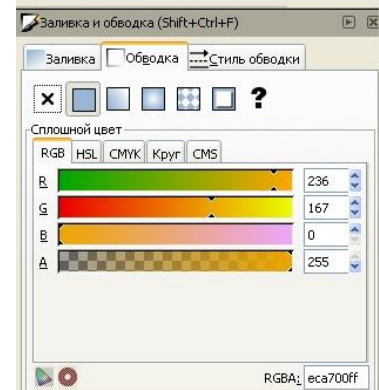 Заливка и обводка (Shift+Ctrl+F)
Заливка Обводка Стиль обводки
?
Сплошной цвет
RGB HSL CMYK Круг CMS
R 236
G 167
B 0
A 255
RGBA: eca700ff